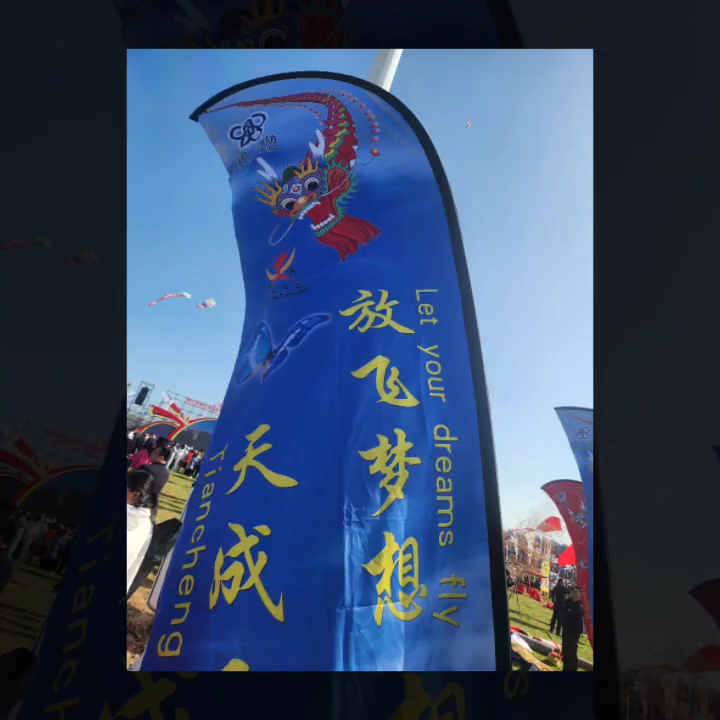 放飞梦想
Let your dreams fly
天成
Tiancheng